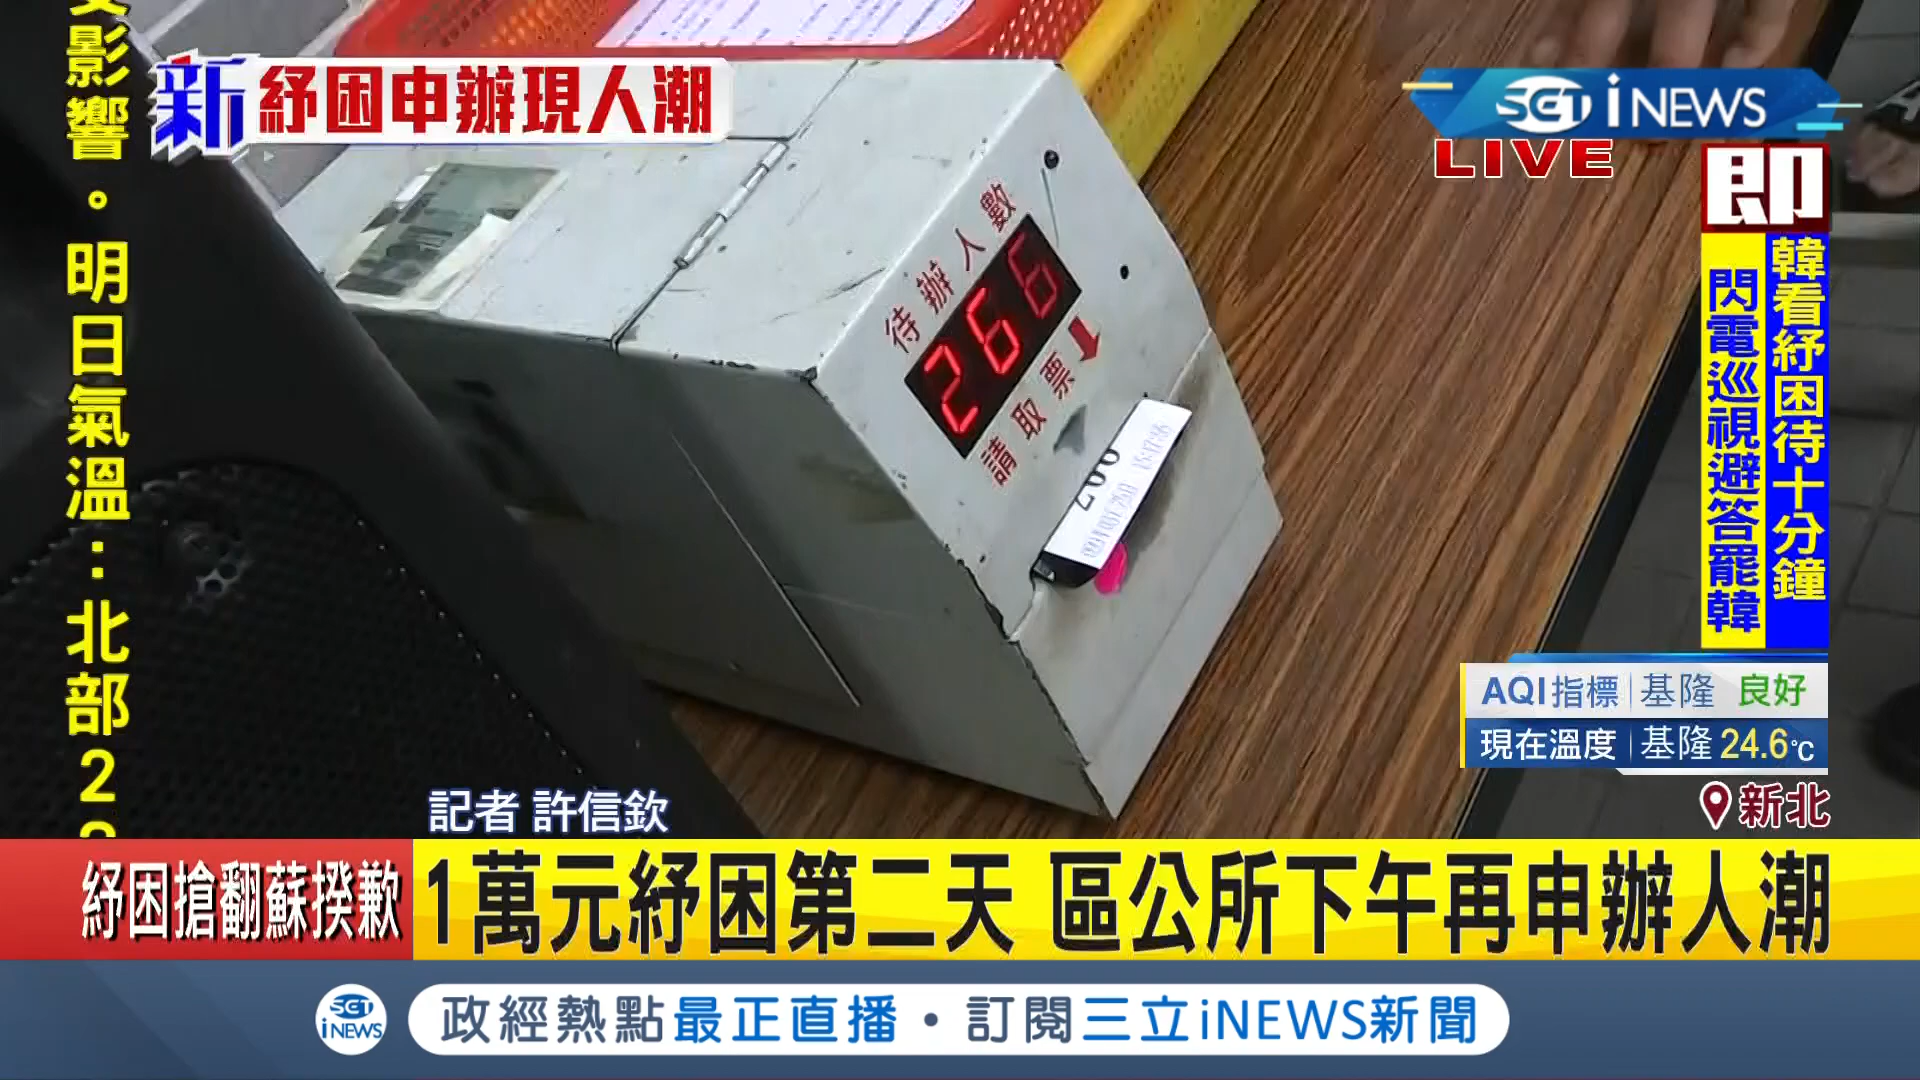 影響。明日氣溫：北部22
新 紓困申辦現人潮
SET iNEWS
LIVE
即
韓看紓困待十分鐘
閃電巡視避答罷韓
待辦人數
266
請取票
266
AQI指標 基隆 良好
現在溫度 基隆 24.6°C
新北
記者 許信欽
紓困搶翻蘇揆歉
1萬元紓困第二天 區公所下午再申辦人潮
SET iNEWS
政經熱點最正直播・訂閱三立iNEWS新聞